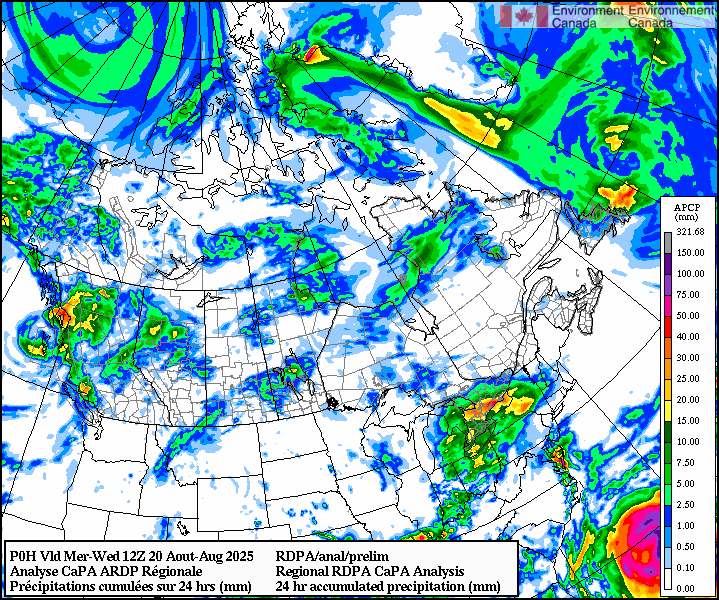 Environment Environnement
Canada Canada
APCP
(mm)
321.68
150.00
100.00
75.00
50.00
40.00
30.00
25.00
20.00
15.00
10.00
7.50
5.00
2.50
1.00
0.50
0.10
0.00
P0H Vld Mer-Wed 12Z 20 Aout-Aug 2025 RDPA/anal/prelim
Analyse CaPA ARDP Régionale Regional RDPA CaPA Analysis
Précipitations cumulées sur 24 hrs (mm) 24 hr accumulated precipitation (mm)